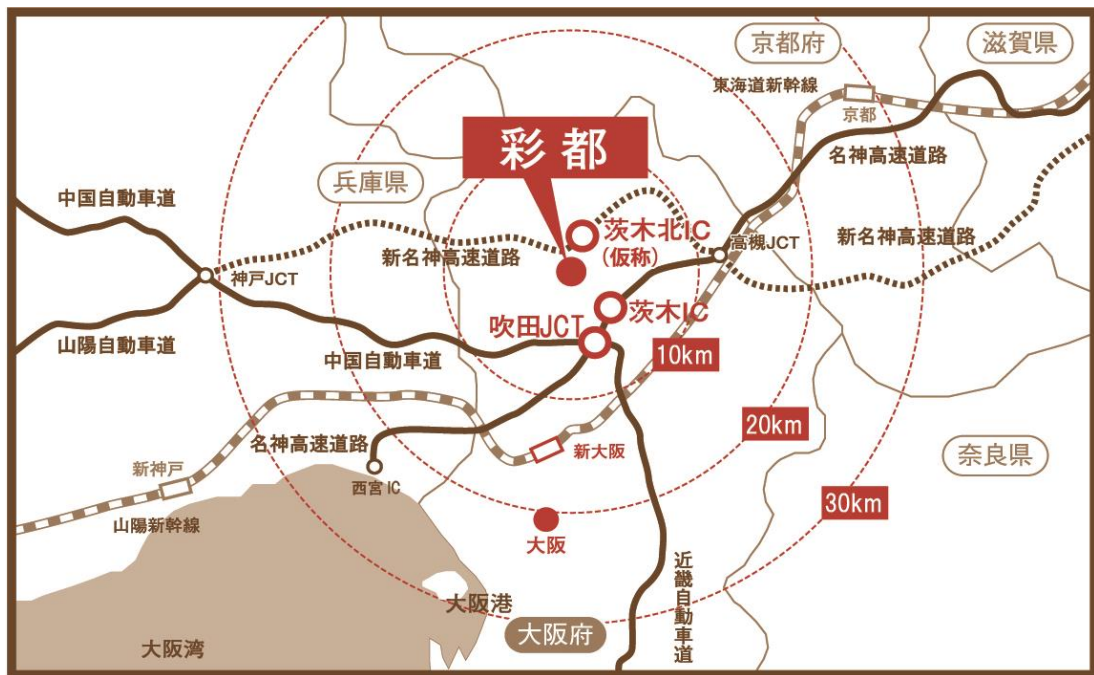 京都府
滋賀県
東海道新幹線
京都
彩都
名神高速道路
兵庫県
中国自動車道
茨木北IC
(仮称)
高槻JCT
新名神高速道路
新名神高速道路
神戸JCT
茨木IC
吹田JCT
山陽自動車道
中国自動車道
10km
20km
名神高速道路
新大阪
奈良県
新神戸
西宮IC
30km
山陽新幹線
大阪
近畿自動車道
大阪港
大阪府
大阪湾